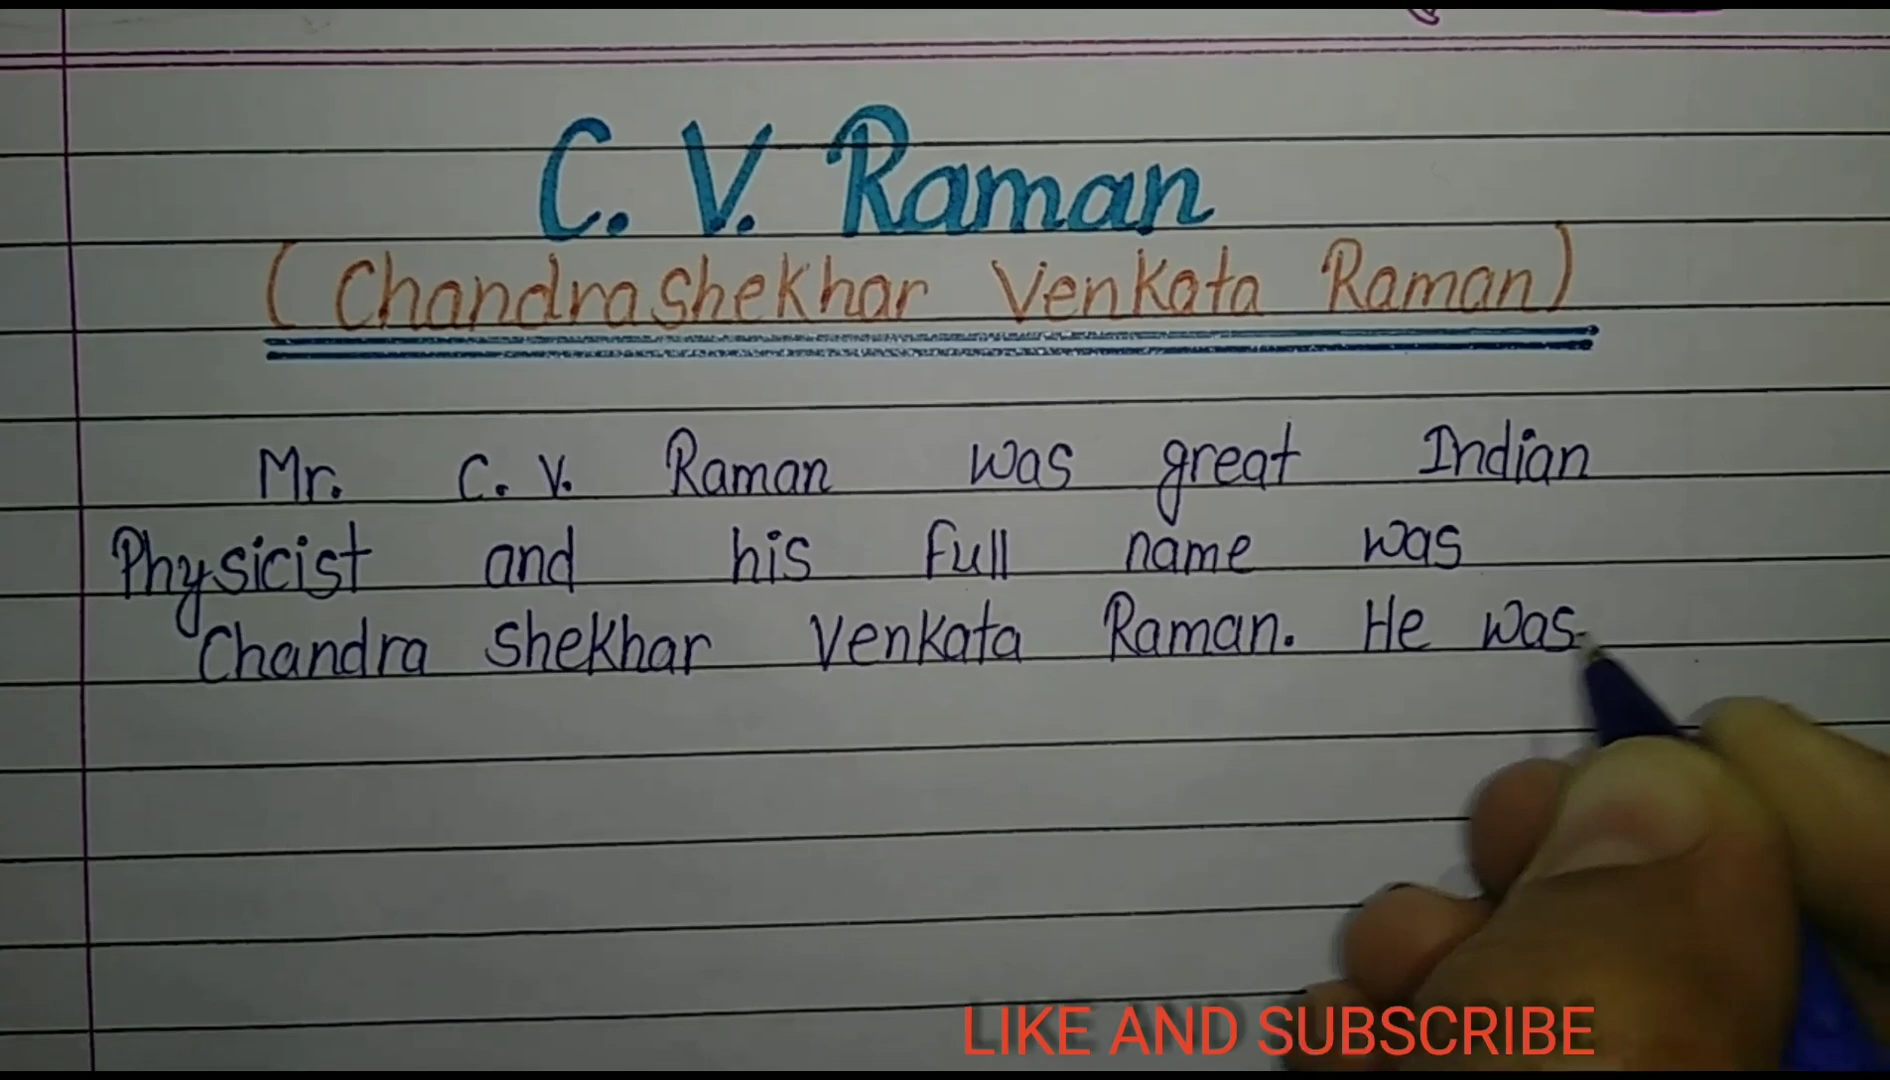 C. V. Raman
(Chandrashekhar Venkata Raman)
Mr. C. V. Raman was great Indian
Physicist and his full name was
Chandra shekhar Venkata Raman. He was
LIKE AND SUBSCRIBE